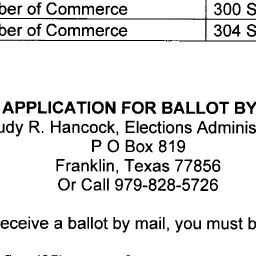 ber of Commerce 300 S
ber of Commerce 304 S
APPLICATION FOR BALLOT BY
udy R. Hancock, Elections Adminis
P O Box 819
Franklin, Texas 77856
Or Call 979-828-5726
eceive a ballot by mail, you must b